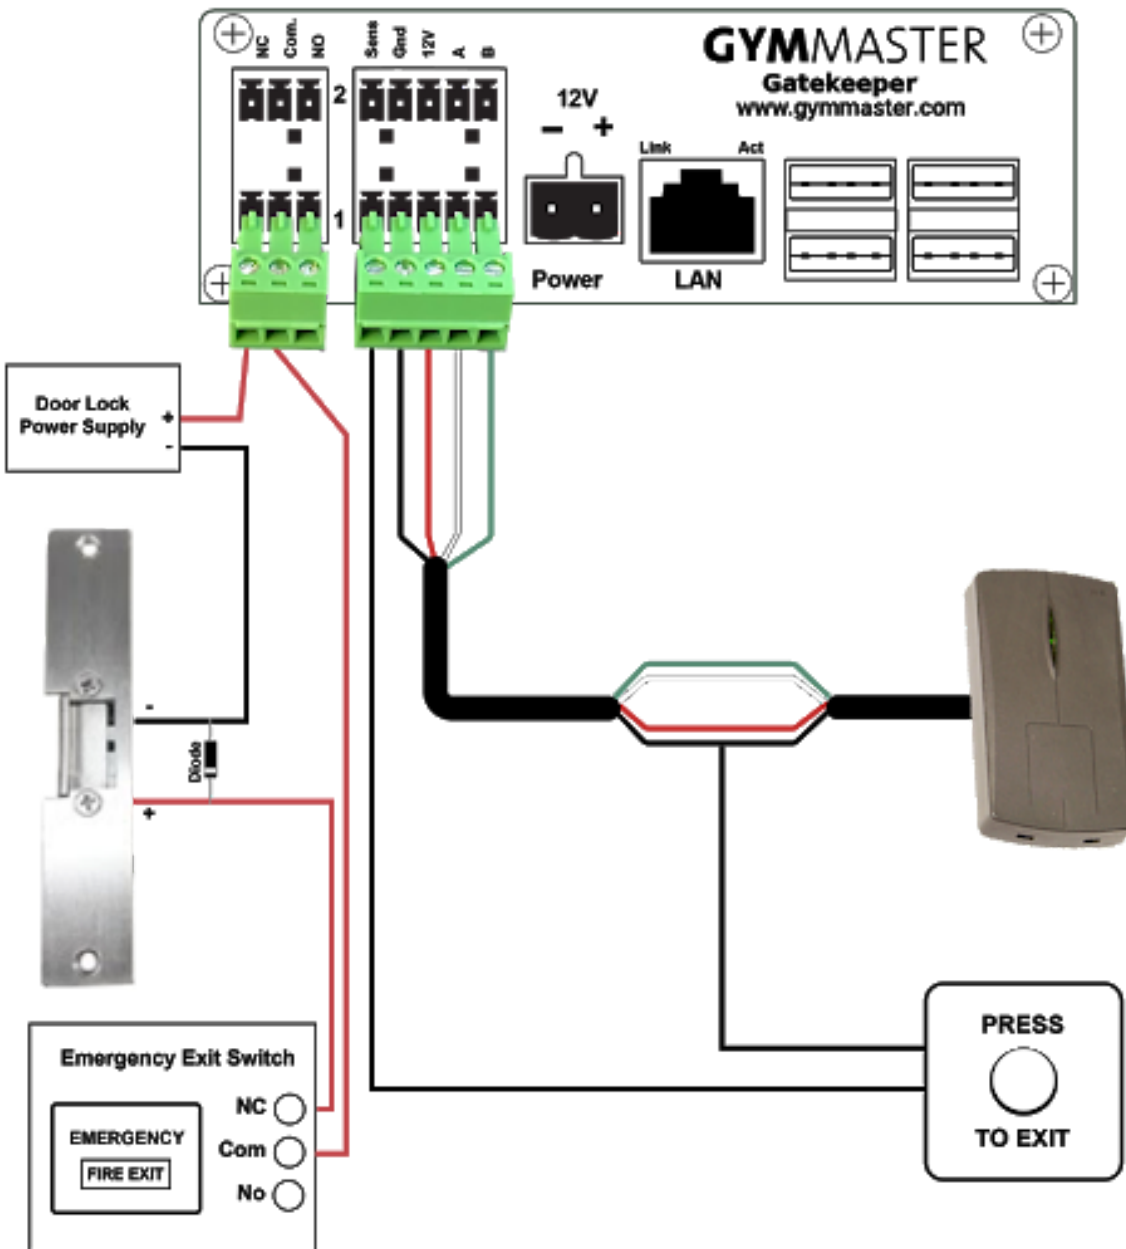 NC Com. NO
Sens Gnd 12V A B
GYMMASTER
Gatekeeper
www.gymmaster.com
2
1
12V
- +
Link Act
Power
LAN
Door Lock
Power Supply
+
-
-
Diode
+
Emergency Exit Switch
NC
Com
No
EMERGENCY
FIRE EXIT
PRESS
TO EXIT